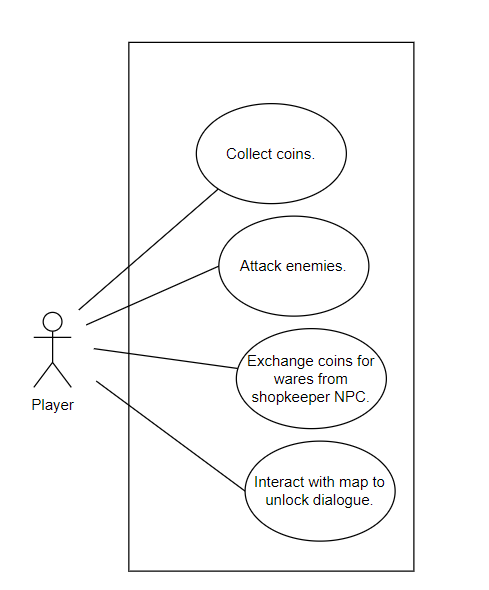 Collect coins.
Attack enemies.
Exchange coins for
wares from
shopkeeper NPC.
Player
Interact with map to
unlock dialogue.